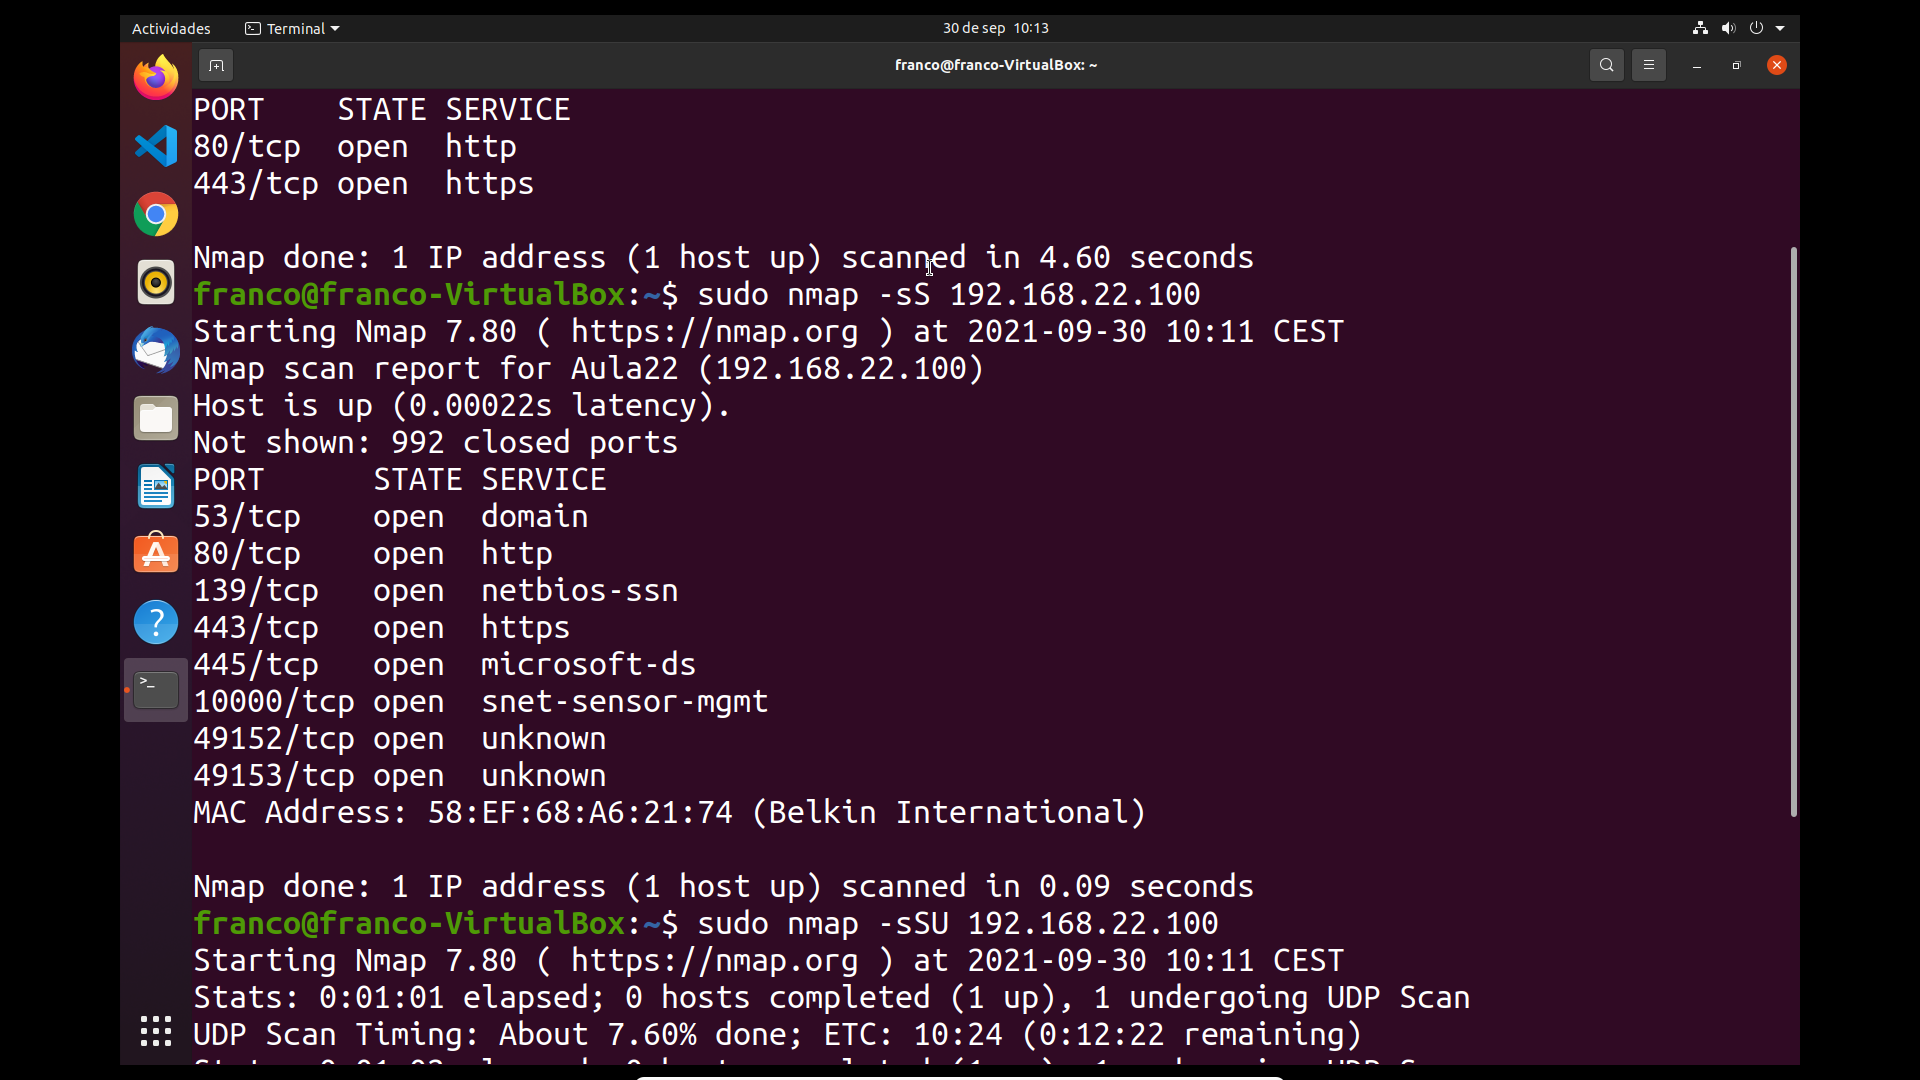 Actividades
Terminal
30 de sep 10:13
franco@franco-VirtualBox: ~
PORT    STATE SERVICE
80/tcp  open  http
443/tcp open  https
Nmap done: 1 IP address (1 host up) scanned in 4.60 seconds
franco@franco-VirtualBox:~$ sudo nmap -sS 192.168.22.100
Starting Nmap 7.80 ( https://nmap.org ) at 2021-09-30 10:11 CEST
Nmap scan report for Aula22 (192.168.22.100)
Host is up (0.00022s latency).
Not shown: 992 closed ports
PORT      STATE SERVICE
53/tcp    open  domain
80/tcp    open  http
139/tcp   open  netbios-ssn
443/tcp   open  https
445/tcp   open  microsoft-ds
10000/tcp open  snet-sensor-mgmt
49152/tcp open  unknown
49153/tcp open  unknown
MAC Address: 58:EF:68:A6:21:74 (Belkin International)
Nmap done: 1 IP address (1 host up) scanned in 0.09 seconds
franco@franco-VirtualBox:~$ sudo nmap -sSU 192.168.22.100
Starting Nmap 7.80 ( https://nmap.org ) at 2021-09-30 10:11 CEST
Stats: 0:01:01 elapsed; 0 hosts completed (1 up), 1 undergoing UDP Scan
UDP Scan Timing: About 7.60% done; ETC: 10:24 (0:12:22 remaining)